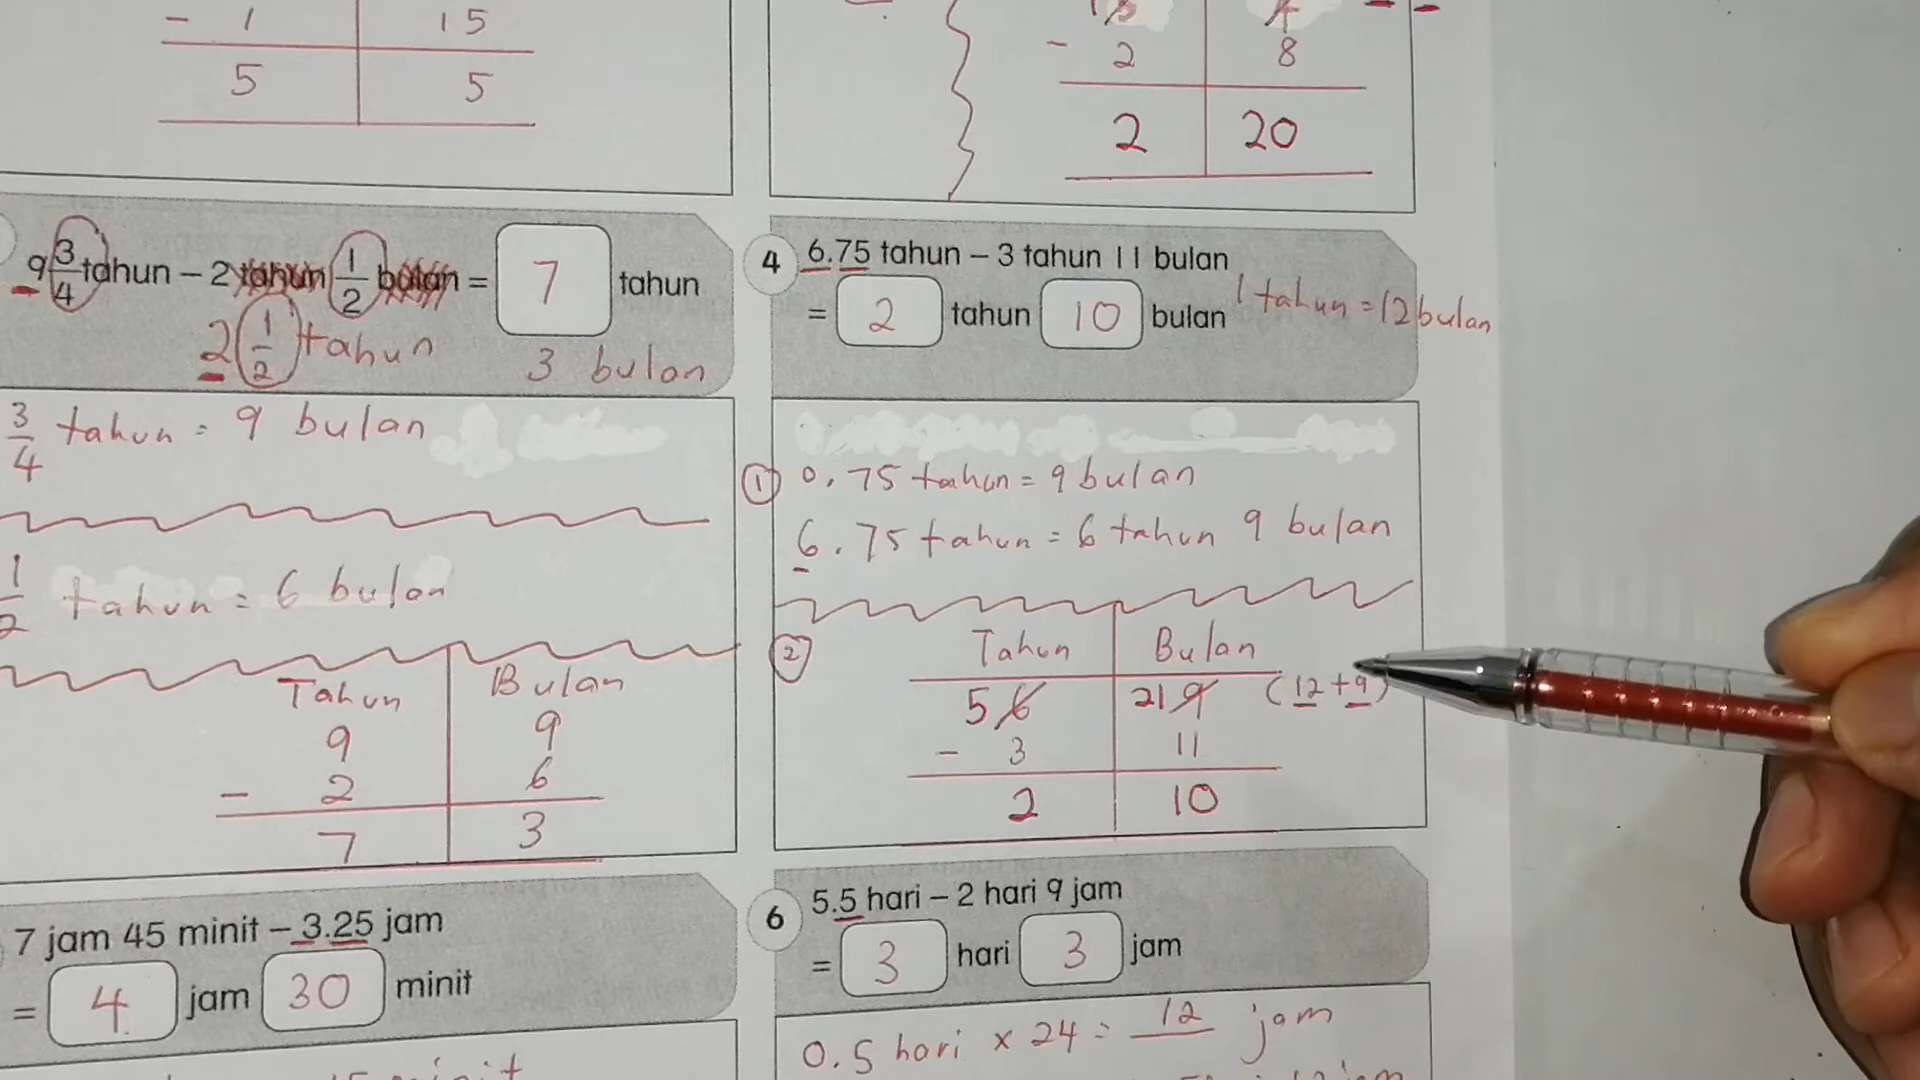 - 1 15
5 5
- 2 8
2 20
9 3/4 tahun – 2 1/2 = 7 tahun
2 1/2 tahun 3 bulan
3/4 tahun = 9 bulan
1/2 tahun = 6 bulan
Tahun Bulan
9 9
- 2 6
7 3
4 6.75 tahun – 3 tahun 11 bulan
= 2 tahun 10 bulan
1 tahun = 12 bulan
1 0.75 tahun = 9 bulan
6.75 tahun = 6 tahun 9 bulan
2 Tahun Bulan
5 6 21 9 (12+9)
- 3 11
2 10
7 jam 45 minit – 3.25 jam
= 4 jam 30 minit
6 5.5 hari – 2 hari 9 jam
= 3 hari 3 jam
0.5 hari x 24 = 12 jam